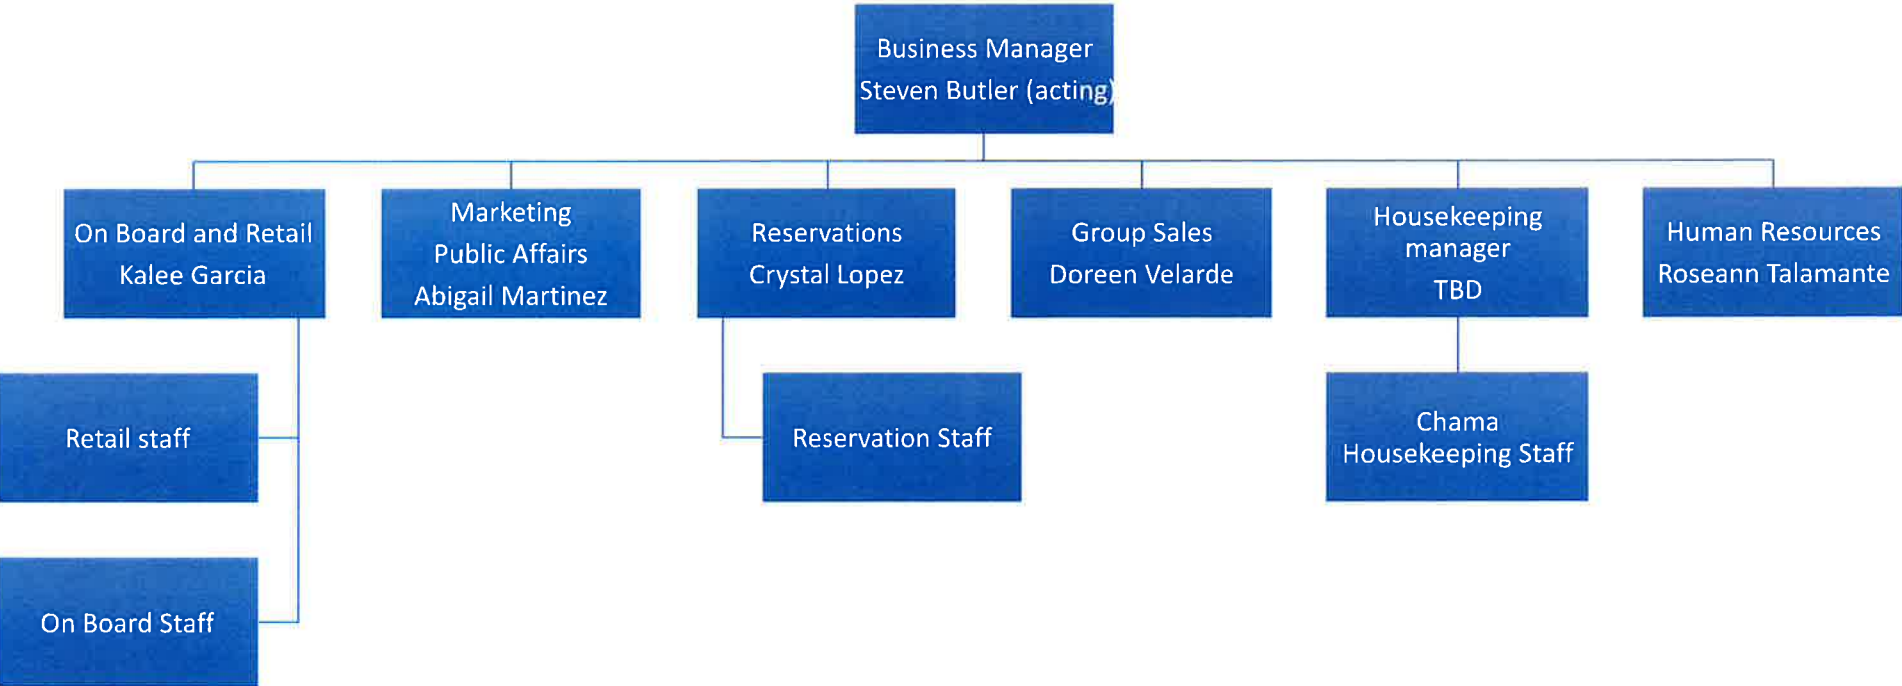 Business Manager
Steven Butler (acting)
On Board and Retail
Kalee Garcia
Marketing
Public Affairs
Abigail Martinez
Reservations
Crystal Lopez
Group Sales
Doreen Velarde
Housekeeping
manager
TBD
Human Resources
Roseann Talamante
Retail staff
Reservation Staff
Chama
Housekeeping Staff
On Board Staff